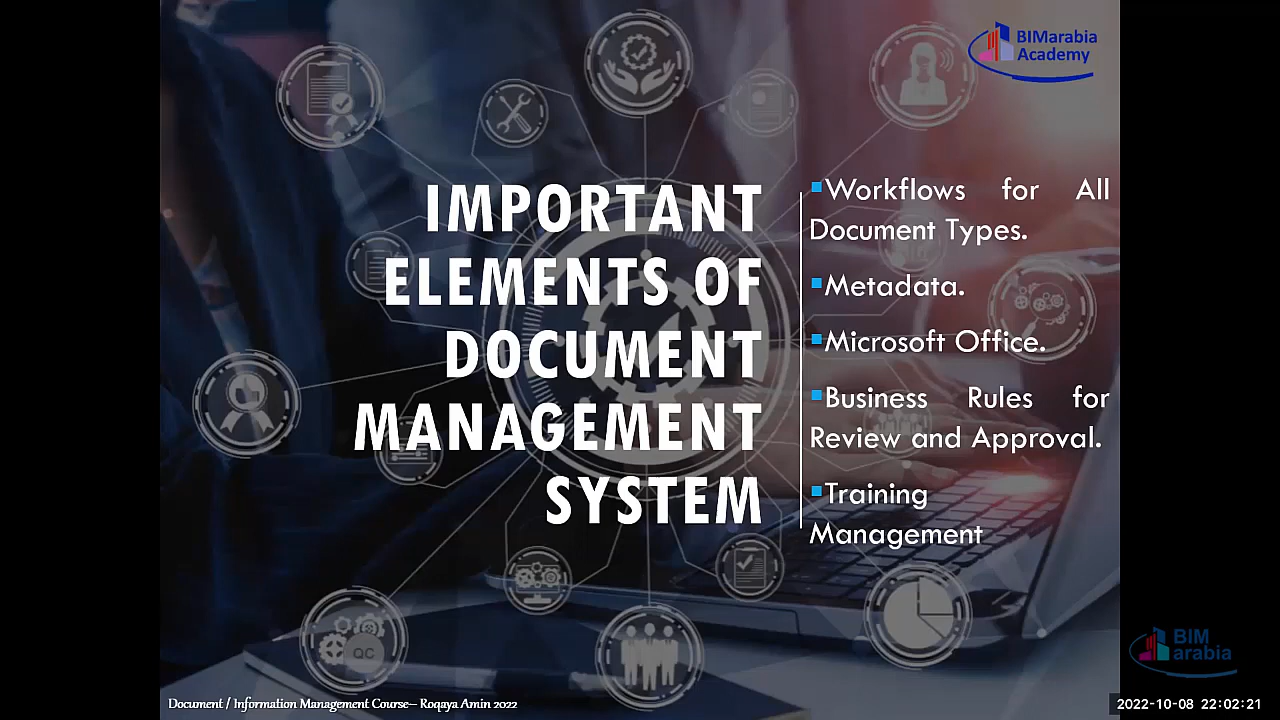 BIMarabia
Academy
IMPORTANT
ELEMENTS OF
DOCUMENT
MANAGEMENT
SYSTEM
▪Workflows for All
Document Types.
▪Metadata.
▪Microsoft Office.
▪Business Rules for
Review and Approval.
▪Training
Management
QC
BIM
arabia
Document / Information Management Course– Roqaya Amin 2022
2022-10-08 22:02:21